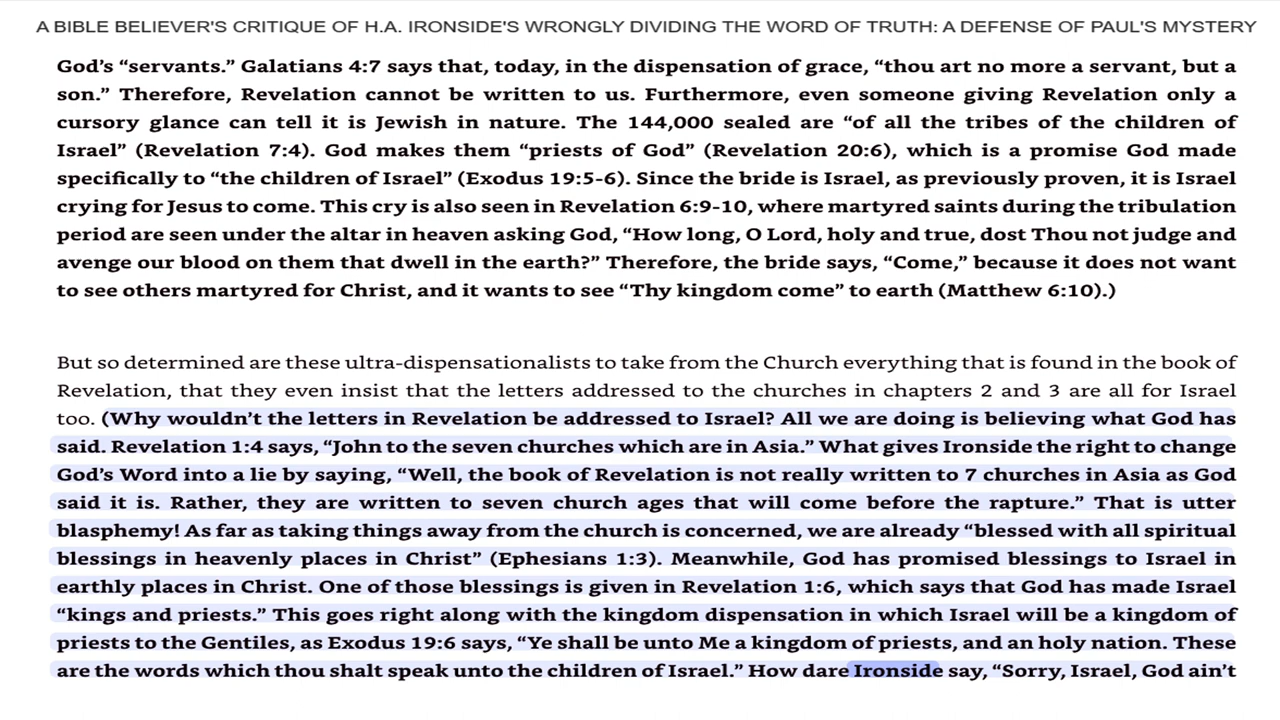 A BIBLE BELIEVER'S CRITIQUE OF H.A. IRONSIDE'S WRONGLY DIVIDING THE WORD OF TRUTH: A DEFENSE OF PAUL'S MYSTERY
God’s “servants.” Galatians 4:7 says that, today, in the dispensation of grace, “thou art no more a servant, but a
son.” Therefore, Revelation cannot be written to us. Furthermore, even someone giving Revelation only a
cursory glance can tell it is Jewish in nature. The 144,000 sealed are “of all the tribes of the children of
Israel” (Revelation 7:4). God makes them “priests of God” (Revelation 20:6), which is a promise God made
specifically to “the children of Israel” (Exodus 19:5-6). Since the bride is Israel, as previously proven, it is Israel
crying for Jesus to come. This cry is also seen in Revelation 6:9-10, where martyred saints during the tribulation
period are seen under the altar in heaven asking God, “How long, O Lord, holy and true, dost Thou not judge and
avenge our blood on them that dwell in the earth?” Therefore, the bride says, “Come,” because it does not want
to see others martyred for Christ, and it wants to see “Thy kingdom come” to earth (Matthew 6:10).)
But so determined are these ultra-dispensationalists to take from the Church everything that is found in the book of
Revelation, that they even insist that the letters addressed to the churches in chapters 2 and 3 are all for Israel
too. (Why wouldn’t the letters in Revelation be addressed to Israel? All we are doing is believing what God has
said. Revelation 1:4 says, “John to the seven churches which are in Asia.” What gives Ironside the right to change
God’s Word into a lie by saying, “Well, the book of Revelation is not really written to 7 churches in Asia as God
said it is. Rather, they are written to seven church ages that will come before the rapture.” That is utter
blasphemy! As far as taking things away from the church is concerned, we are already “blessed with all spiritual
blessings in heavenly places in Christ” (Ephesians 1:3). Meanwhile, God has promised blessings to Israel in
earthly places in Christ. One of those blessings is given in Revelation 1:6, which says that God has made Israel
“kings and priests.” This goes right along with the kingdom dispensation in which Israel will be a kingdom of
priests to the Gentiles, as Exodus 19:6 says, “Ye shall be unto Me a kingdom of priests, and an holy nation. These
are the words which thou shalt speak unto the children of Israel.” How dare Ironside say, “Sorry, Israel, God ain’t